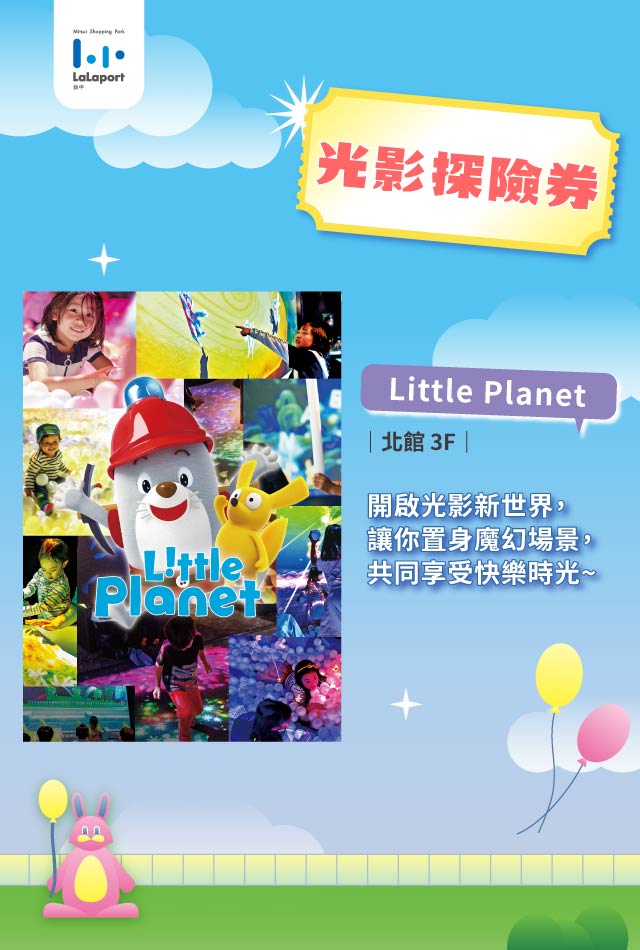 Mitsui Shopping Park
LaLaport
台中
光影探險券
L!ttle
Planet
Little Planet
｜北館 3F｜
開啟光影新世界，
讓你置身魔幻場景，
共同享受快樂時光~